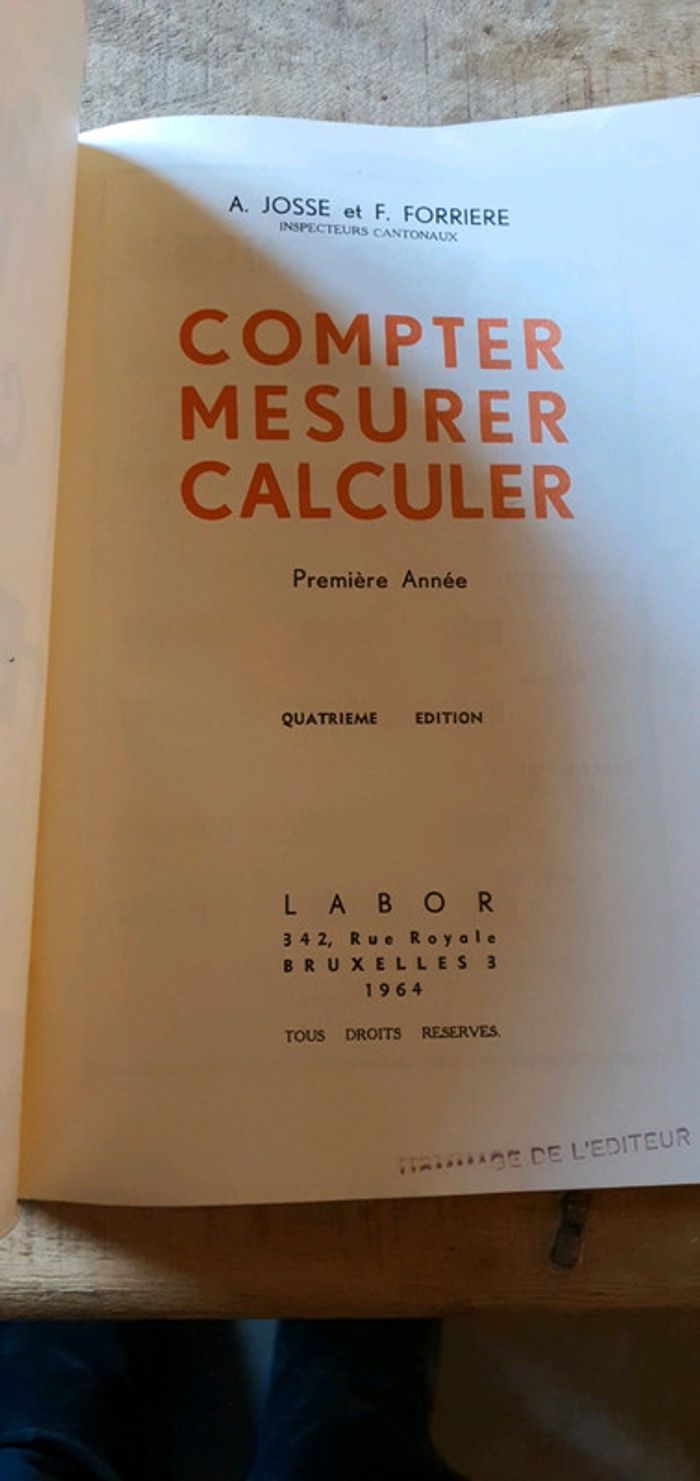 A. JOSSE et F. FORRIERE
INSPECTEURS CANTONAUX
COMPTER
MESURER
CALCULER
Première Année
QUATRIEME EDITION
LABOR
342, Rue Royale
BRUXELLES 3
1964
TOUS DROITS RESERVES.
DE L'EDITEUR